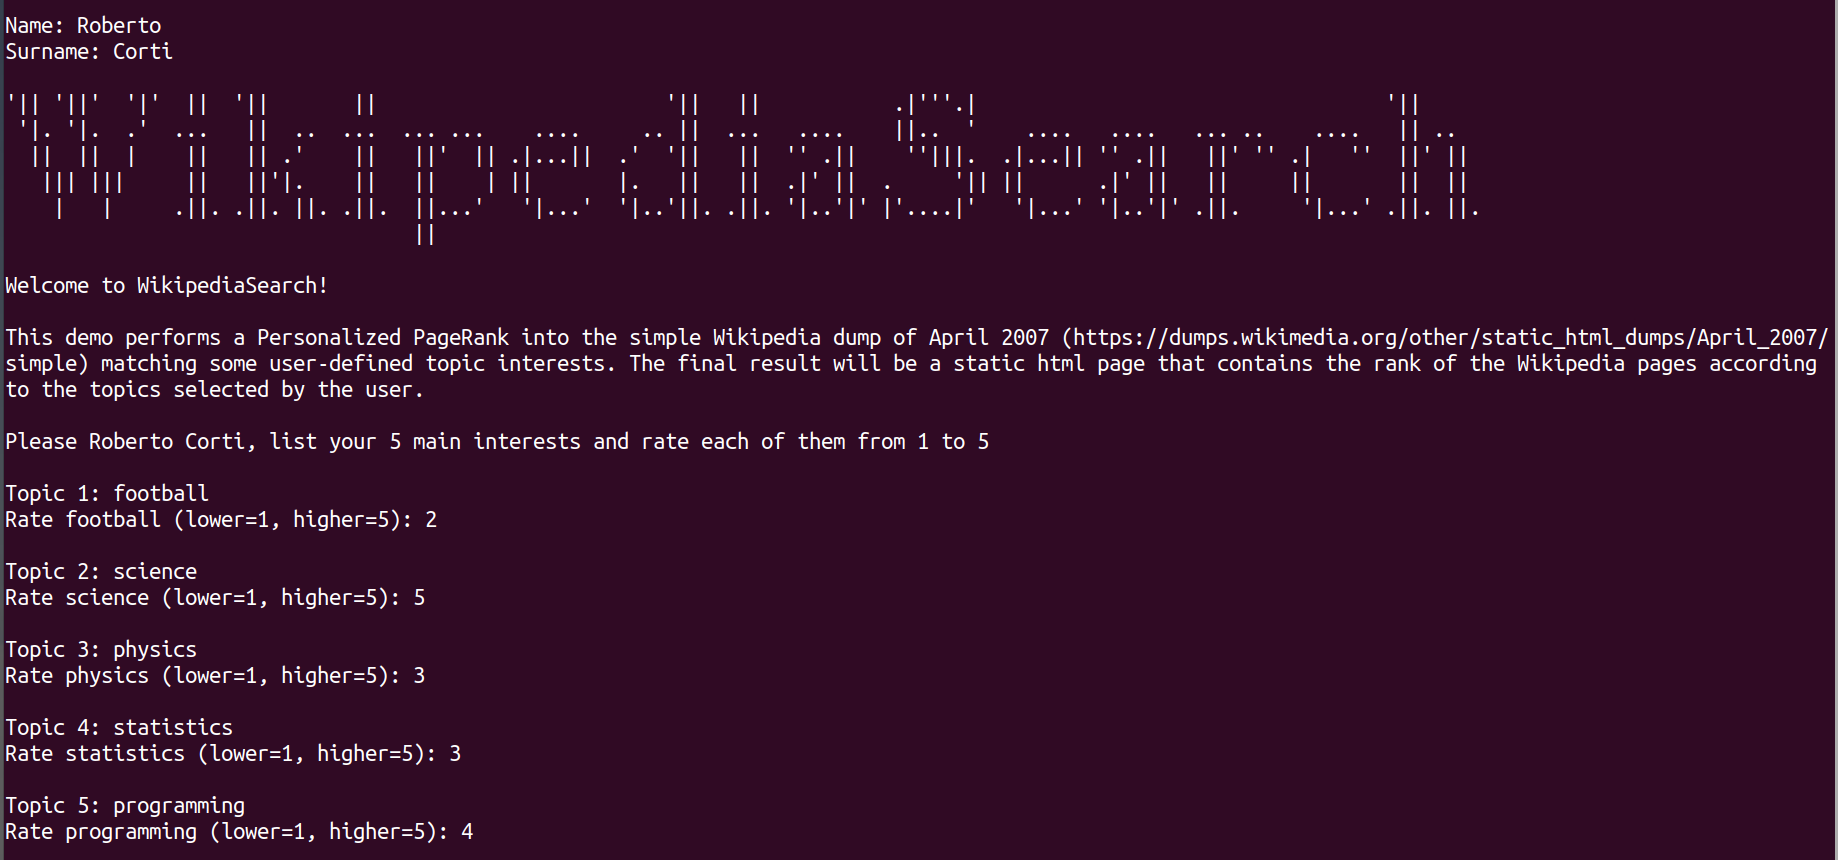 Name: Roberto
Surname: Corti
WikipediaSearch
Welcome to WikipediaSearch!
This demo performs a Personalized PageRank into the simple Wikipedia dump of April 2007 (https://dumps.wikimedia.org/other/static_html_dumps/April_2007/
simple) matching some user-defined topic interests. The final result will be a static html page that contains the rank of the Wikipedia pages according
to the topics selected by the user.
Please Roberto Corti, list your 5 main interests and rate each of them from 1 to 5
Topic 1: football
Rate football (lower=1, higher=5): 2
Topic 2: science
Rate science (lower=1, higher=5): 5
Topic 3: physics
Rate physics (lower=1, higher=5): 3
Topic 4: statistics
Rate statistics (lower=1, higher=5): 3
Topic 5: programming
Rate programming (lower=1, higher=5): 4